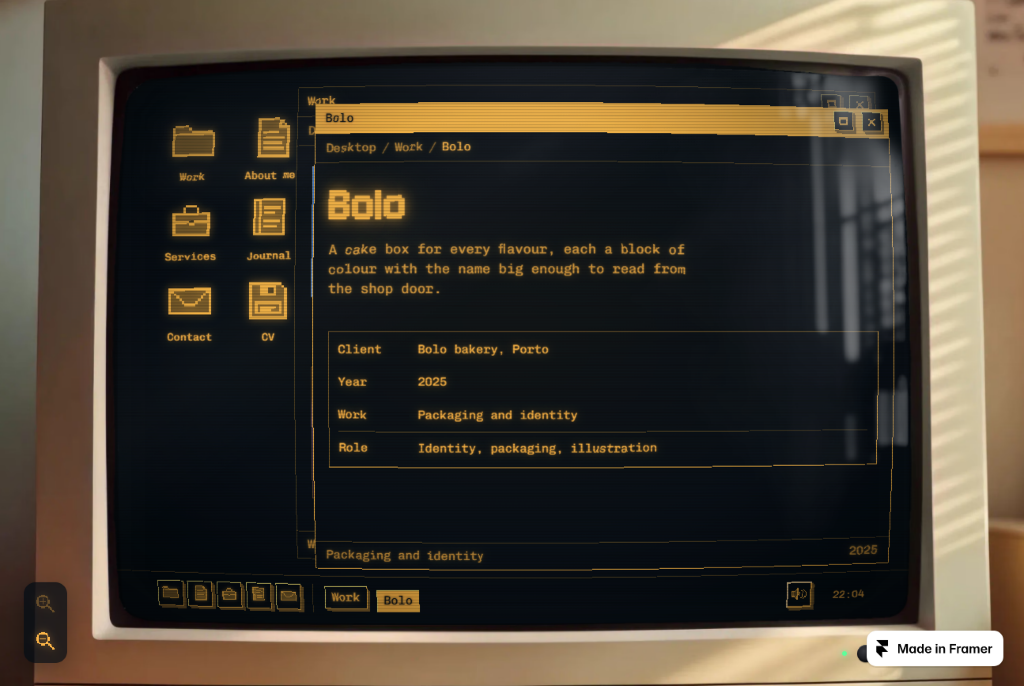 Work
Bolo
Desktop / Work / Bolo
Work
About me
Services
Journal
Contact
CV
Bolo
A cake box for every flavour, each a block of
colour with the name big enough to read from
the shop door.
Client Bolo bakery, Porto
Year 2025
Work Packaging and identity
Role Identity, packaging, illustration
Packaging and identity 2025
Work Bolo 22:04
Made in Framer